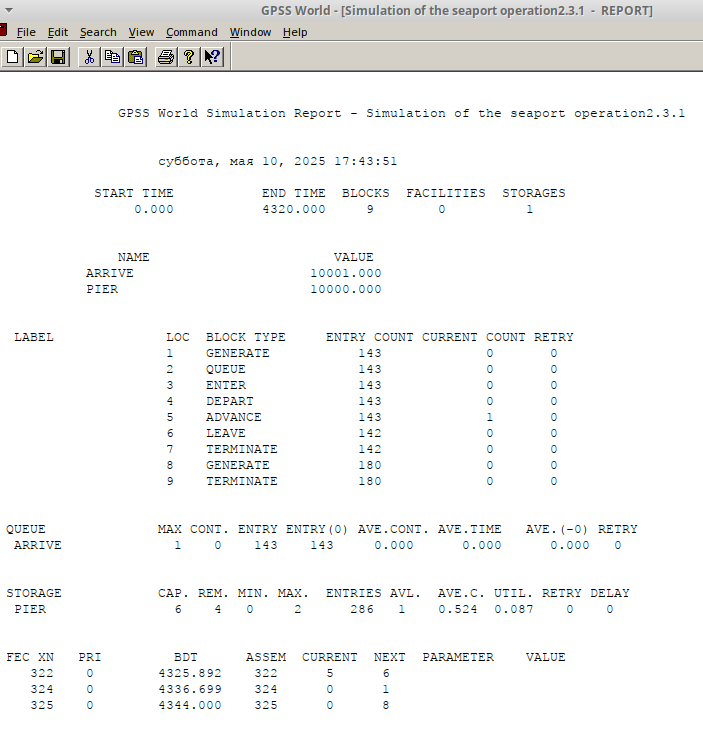 GPSS World - [Simulation of the seaport operation2.3.1 - REPORT]
File Edit Search View Command Window Help
GPSS World Simulation Report - Simulation of the seaport operation2.3.1
суббота, мая 10, 2025 17:43:51
START TIME END TIME BLOCKS FACILITIES STORAGES
0.000 4320.000 9 0 1
NAME VALUE
ARRIVE 10001.000
PIER 10000.000
LABEL LOC BLOCK TYPE ENTRY COUNT CURRENT COUNT RETRY
1 GENERATE 143 0 0
2 QUEUE 143 0 0
3 ENTER 143 0 0
4 DEPART 143 0 0
5 ADVANCE 143 1 0
6 LEAVE 142 0 0
7 TERMINATE 142 0 0
8 GENERATE 180 0 0
9 TERMINATE 180 0 0
QUEUE MAX CONT. ENTRY ENTRY(0) AVE.CONT. AVE.TIME AVE.(-0) RETRY
ARRIVE 1 0 143 143 0.000 0.000 0.000 0
STORAGE CAP. REM. MIN. MAX. ENTRIES AVL. AVE.C. UTIL. RETRY DELAY
PIER 6 4 0 2 286 1 0.524 0.087 0 0
FEC XN PRI BDT ASSEM CURRENT NEXT PARAMETER VALUE
322 0 4325.892 322 5 6
324 0 4336.699 324 0 1
325 0 4344.000 325 0 8